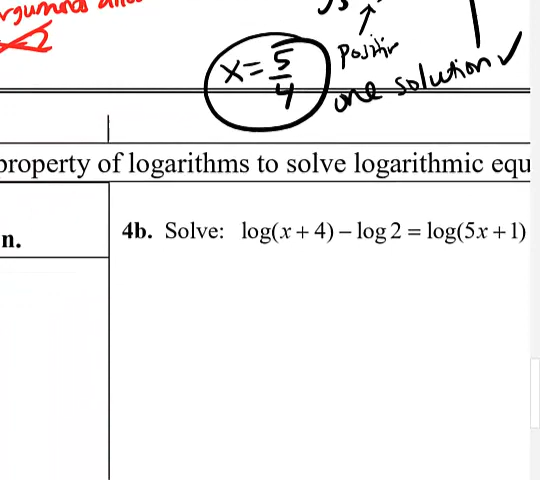 x = 5/4
positiv
one solution ✓
property of logarithms to solve logarithmic equ
n.
4b. Solve: log(x + 4) − log 2 = log(5x + 1)